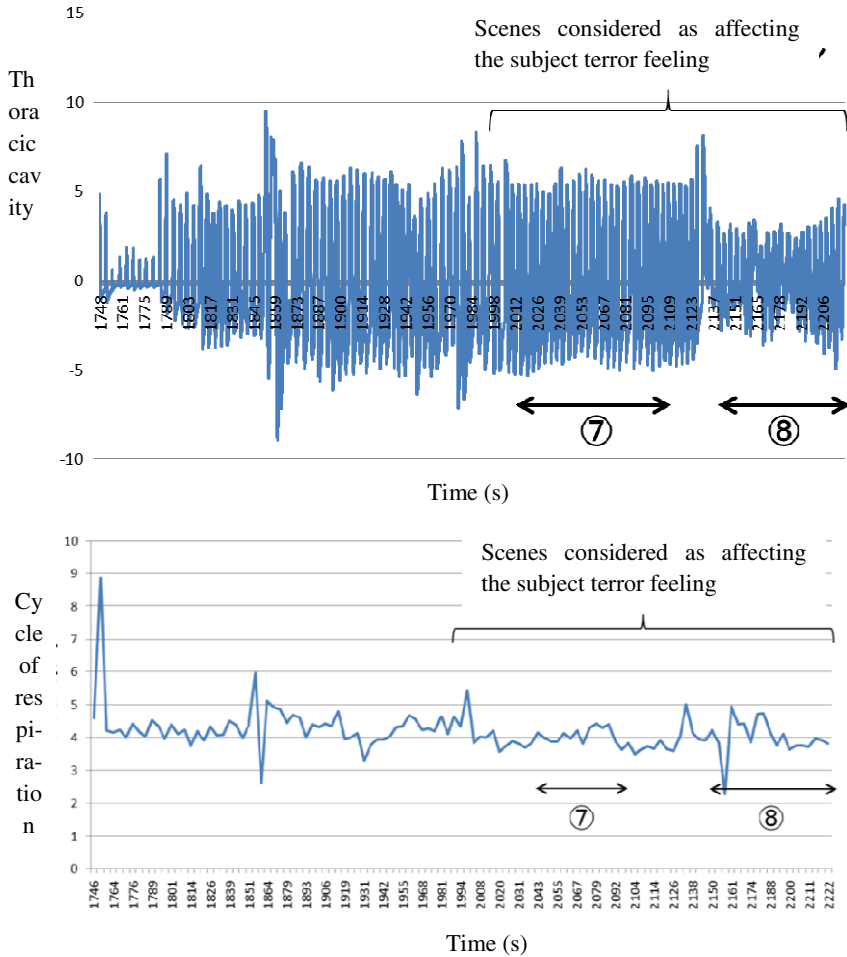 15
Scenes considered as affecting
the subject terror feeling
Th
ora
cic
cav
ity
10
5
0
1748 1761 1775 1789 1803 1817 1831 1845 1859 1873 1887 1900 1914 1928 1942 1956 1970 1984 1998 2012 2026 2039 2053 2067 2081 2095 2109 2123 2137 2151 2165 2178 2192 2206
-5
⑦ ⑧
-10
Time (s)
10
Scenes considered as affecting
the subject terror feeling
9
8
Cy
cle
of
res
pi-
ra-
tio
n
7
6
5
4
3
2
⑦ ⑧
1
0
1746 1764 1776 1789 1801 1814 1826 1839 1851 1864 1879 1893 1906 1919 1931 1942 1955 1968 1981 1994 2008 2020 2031 2043 2055 2067 2079 2092 2104 2114 2126 2138 2150 2161 2174 2188 2200 2211 2222
Time (s)